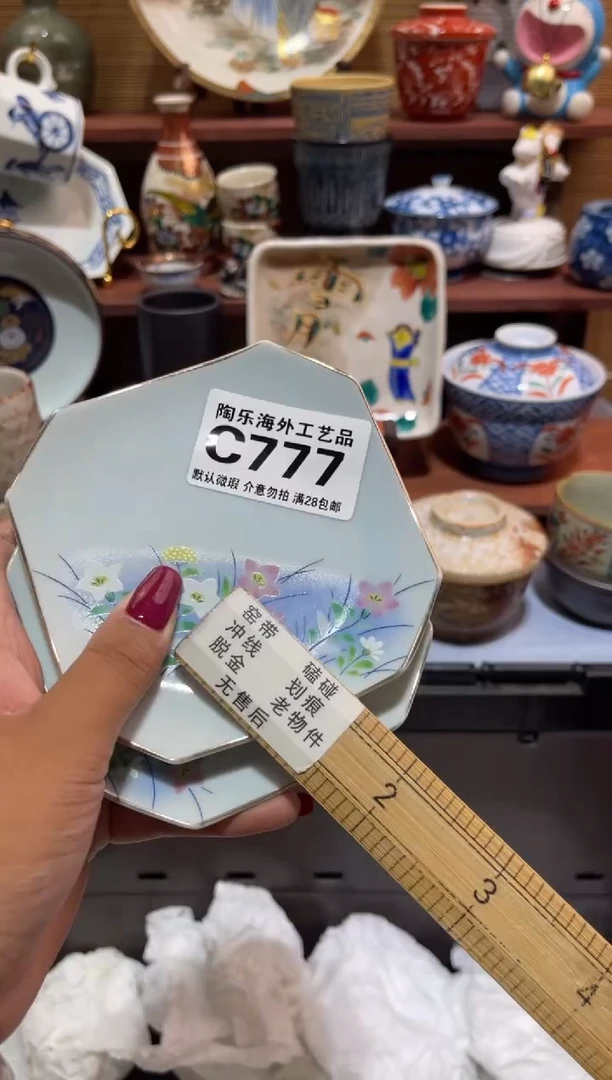 雪
月
陶乐海外工艺品
C777
默认微瑕 介意勿拍 满28包邮
窑带 磕碰
冲线 划痕
脱金 老物件
无售后
2
3
4